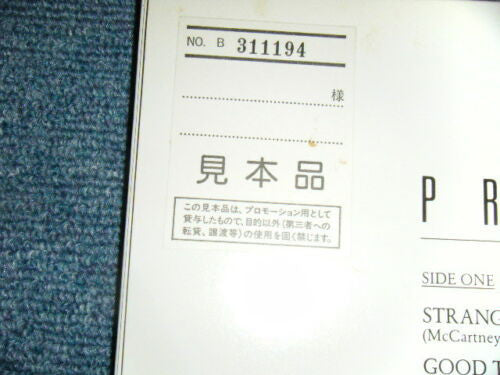 NO. B 311194
様
見本品
この見本品は、プロモーション用として
貸与したもので、目的以外(第三者への
転貸、譲渡等)の使用を固く禁じます。
PR
SIDE ONE
STRANG
(McCartney
GOOD T